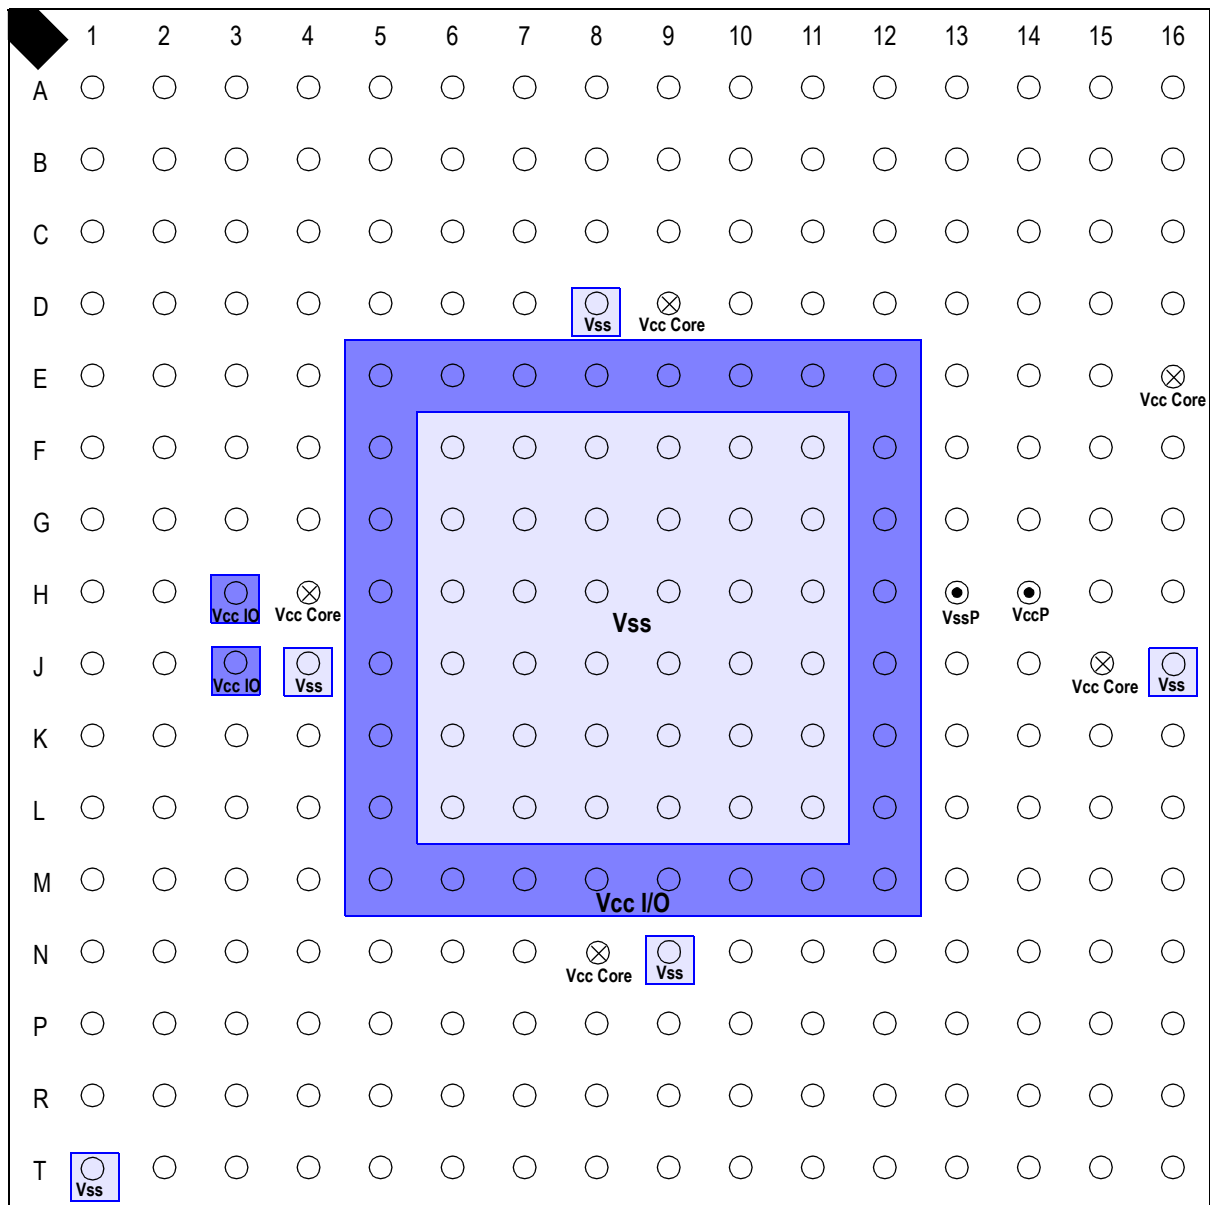 1 2 3 4 5 6 7 8 9 10 11 12 13 14 15 16
A
B
C
D
Vss Vcc Core
E
Vcc Core
F
G
H
Vcc IO Vcc Core Vss VssP VccP
J
Vcc IO Vss Vcc Core Vss
K
L
M
Vcc I/O
N
Vcc Core Vss
P
R
T
Vss